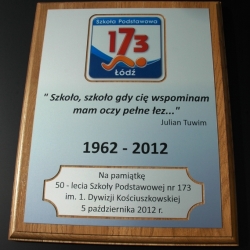 Szkoła Podstawowa
173
Łódź
" Szkoło, szkoło gdy cię wspominam
mam oczy pełne łez..."
Julian Tuwim
1962 - 2012
Na pamiątkę
50 - lecia Szkoły Podstawowej nr 173
im. 1. Dywizji Kościuszkowskiej
5 października 2012 r.